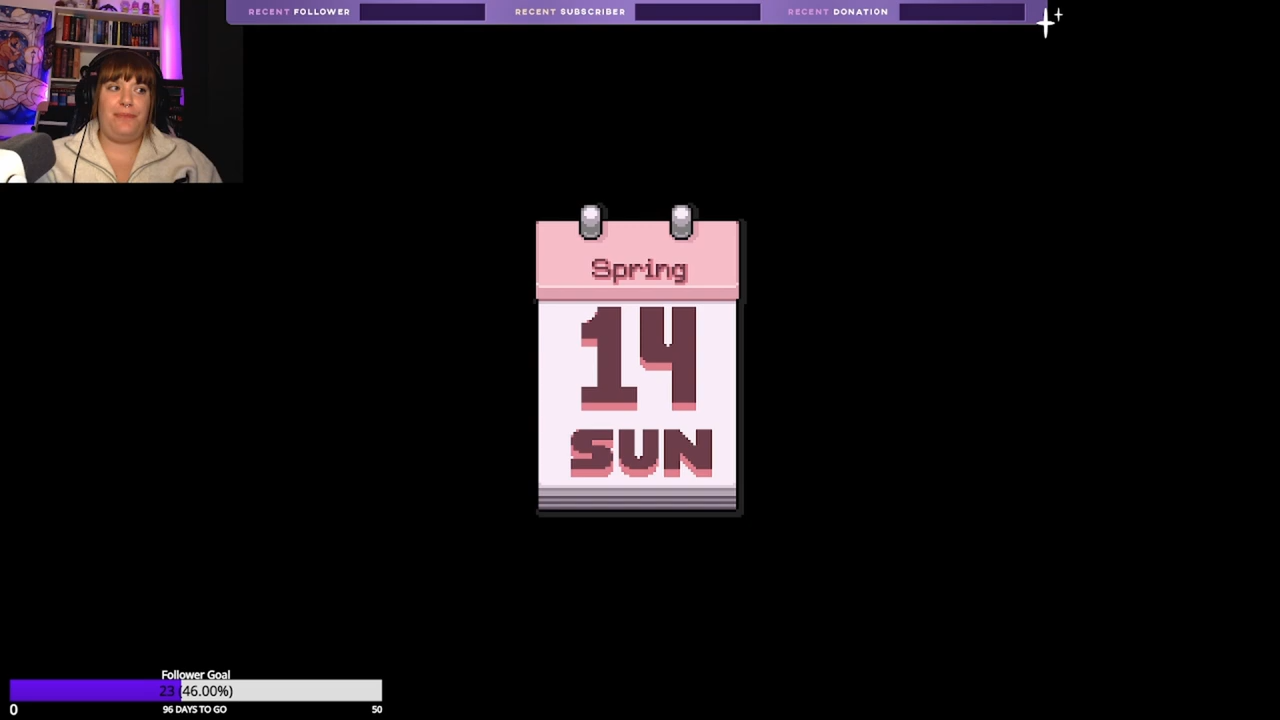 RECENT FOLLOWER
RECENT SUBSCRIBER
RECENT DONATION
Spring
14
SUN
Follower Goal
23 (46.00%)
0
96 DAYS TO GO
50